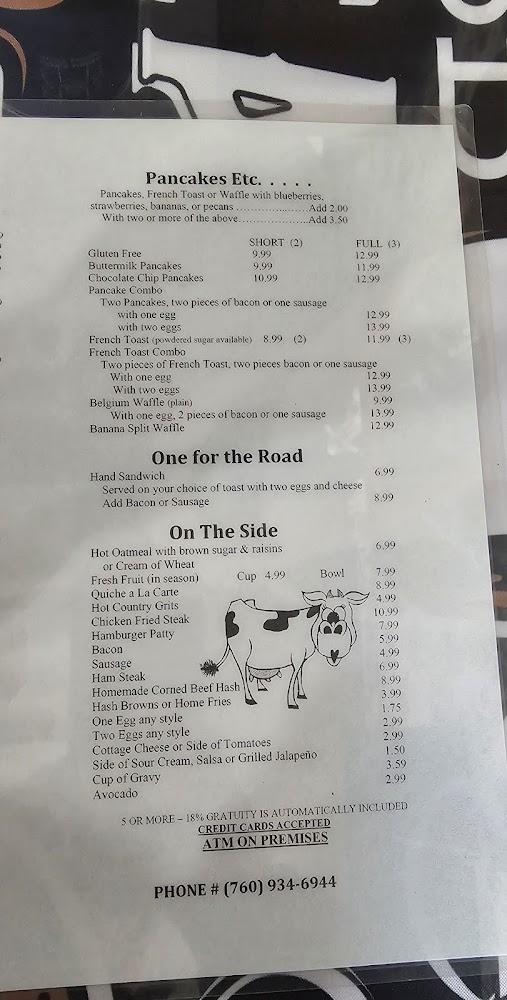 Pancakes Etc. . . . .
Pancakes, French Toast or Waffle with blueberries,
strawberries, bananas, or pecans ..................... Add 2.00
With two or more of the above.....................Add 3.50
SHORT (2) FULL (3)
Gluten Free 9.99 12.99
Buttermilk Pancakes 9.99 11.99
Chocolate Chip Pancakes 10.99 12.99
Pancake Combo
Two Pancakes, two pieces of bacon or one sausage
with one egg 12.99
with two eggs 13.99
French Toast (powdered sugar available) 8.99 (2) 11.99 (3)
French Toast Combo
Two pieces of French Toast, two pieces bacon or one sausage
With one egg 12.99
With two eggs 13.99
Belgium Waffle (plain) 9.99
With one egg, 2 pieces of bacon or one sausage 13.99
Banana Split Waffle 12.99
One for the Road
Hand Sandwich 6.99
Served on your choice of toast with two eggs and cheese
Add Bacon or Sausage 8.99
On The Side
Hot Oatmeal with brown sugar & raisins 6.99
or Cream of Wheat
Fresh Fruit (in season) Cup 4.99 Bowl 7.99
Quiche a La Carte 8.99
Hot Country Grits 4.99
Chicken Fried Steak 10.99
Hamburger Patty 7.99
Bacon 5.99
Sausage 4.99
Ham Steak 6.99
Homemade Corned Beef Hash 8.99
Hash Browns or Home Fries 3.99
One Egg any style 1.75
Two Eggs any style 2.99
Cottage Cheese or Side of Tomatoes 2.99
Side of Sour Cream, Salsa or Grilled Jalapeño 1.50
Cup of Gravy 3.59
Avocado 2.99
5 OR MORE – 18% GRATUITY IS AUTOMATICALLY INCLUDED
CREDIT CARDS ACCEPTED
ATM ON PREMISES
PHONE # (760) 934-6944